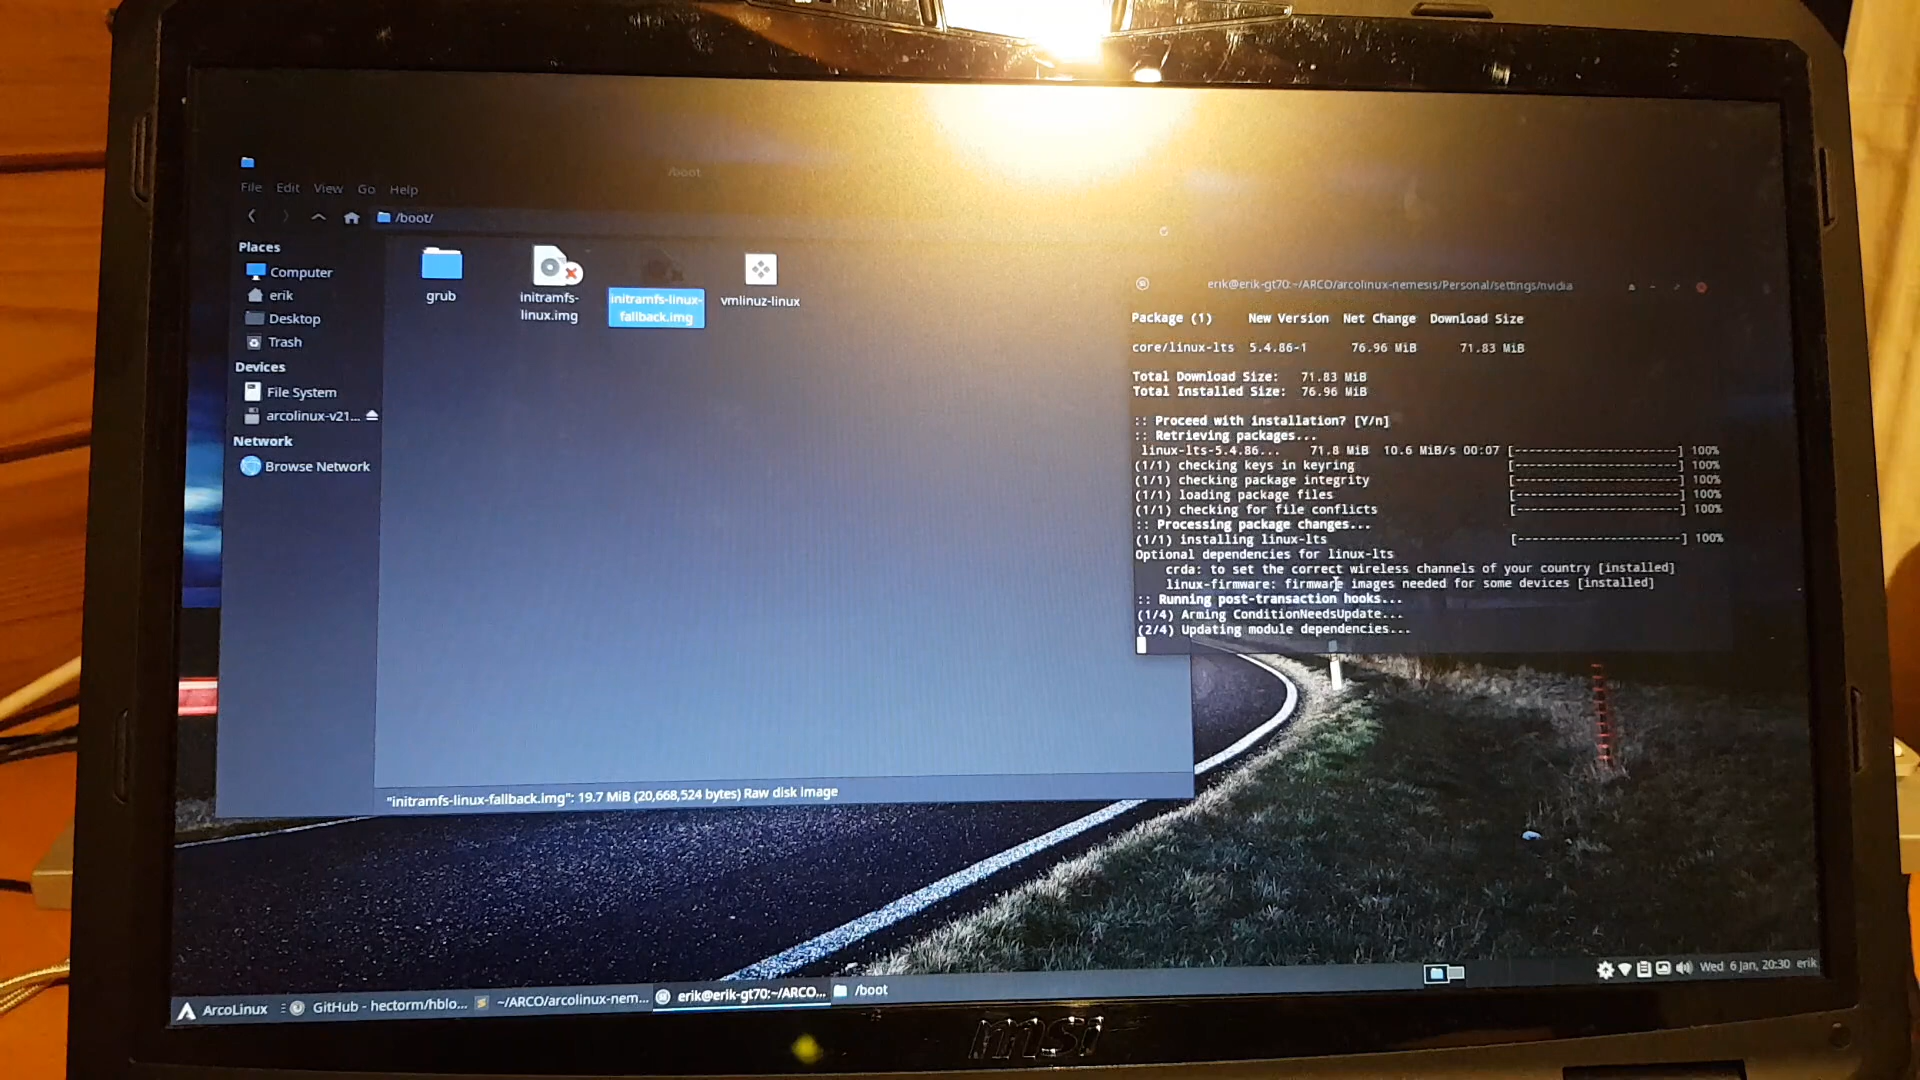 /boot
File Edit View Go Help
/boot/
Places
Computer
erik
Desktop
Trash
Devices
File System
arcolinux-v21...
Network
Browse Network
grub
initramfs-
linux.img
initramfs-linux-
fallback.img
vmlinuz-linux
"initramfs-linux-fallback.img": 19.7 MiB (20,668,524 bytes) Raw disk image
erik@erik-gt70:~/ARCO/arcolinux-nemesis/Personal/settings/nvidia
Package (1) New Version Net Change Download Size
core/linux-lts 5.4.86-1 76.96 MiB 71.83 MiB
Total Download Size: 71.83 MiB
Total Installed Size: 76.96 MiB
:: Proceed with installation? [Y/n]
:: Retrieving packages...
linux-lts-5.4.86... 71.8 MiB 10.6 MiB/s 00:07 [----------------------] 100%
(1/1) checking keys in keyring [----------------------] 100%
(1/1) checking package integrity [----------------------] 100%
(1/1) loading package files [----------------------] 100%
(1/1) checking for file conflicts [----------------------] 100%
:: Processing package changes...
(1/1) installing linux-lts [----------------------] 100%
Optional dependencies for linux-lts
crda: to set the correct wireless channels of your country [installed]
linux-firmware: firmware images needed for some devices [installed]
:: Running post-transaction hooks...
(1/4) Arming ConditionNeedsUpdate...
(2/4) Updating module dependencies...
ArcoLinux GitHub - hectorm/hblo... ~/ARCO/arcolinux-nem... erik@erik-gt70:~/ARCO... /boot Wed 6 Jan, 20:30 erik
msi